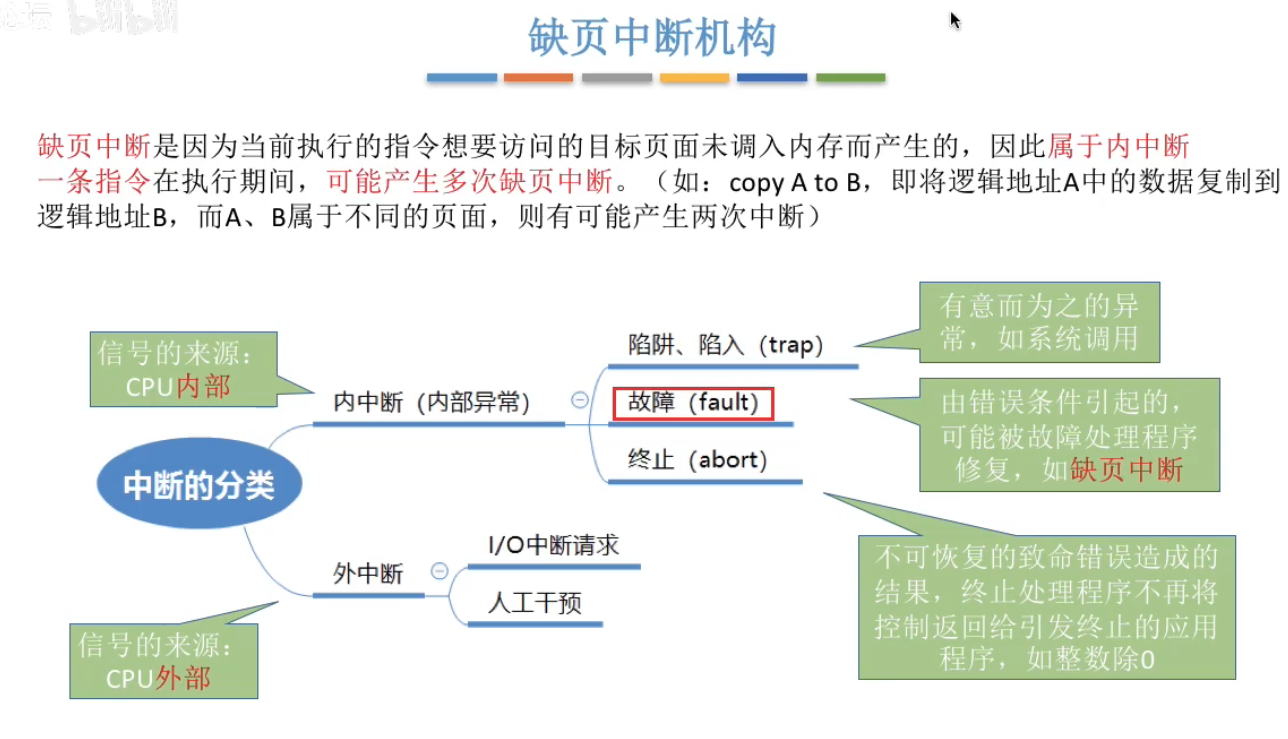 缺页中断机构
缺页中断是因为当前执行的指令想要访问的目标页面未调入内存而产生的，因此属于内中断
一条指令在执行期间，可能产生多次缺页中断。（如：copy A to B，即将逻辑地址A中的数据复制到
逻辑地址B，而A、B属于不同的页面，则有可能产生两次中断）
有意而为之的异
常，如系统调用
信号的来源：
CPU内部
陷阱、陷入（trap）
内中断（内部异常）
故障（fault）
由错误条件引起的，
可能被故障处理程序
修复，如缺页中断
终止（abort）
中断的分类
I/O中断请求
外中断
人工干预
不可恢复的致命错误造成的
结果，终止处理程序不再将
控制返回给引发终止的应用
程序，如整数除0
信号的来源：
CPU外部